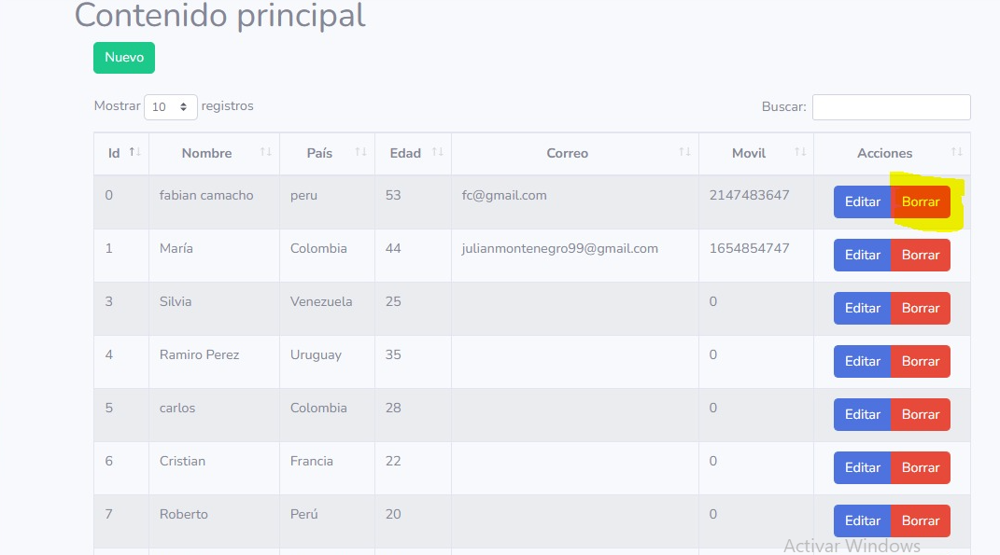 Contenido principal
Nuevo
Mostrar 10 registros
Buscar:
Id Nombre País Edad Correo Movil Acciones
0 fabian camacho peru 53 fc@gmail.com 2147483647 Editar Borrar
1 María Colombia 44 julianmontenegro99@gmail.com 1654854747 Editar Borrar
3 Silvia Venezuela 25 0 Editar Borrar
4 Ramiro Perez Uruguay 35 0 Editar Borrar
5 carlos Colombia 28 0 Editar Borrar
6 Cristian Francia 22 0 Editar Borrar
7 Roberto Perú 20 0 Editar Borrar
Activar Windows